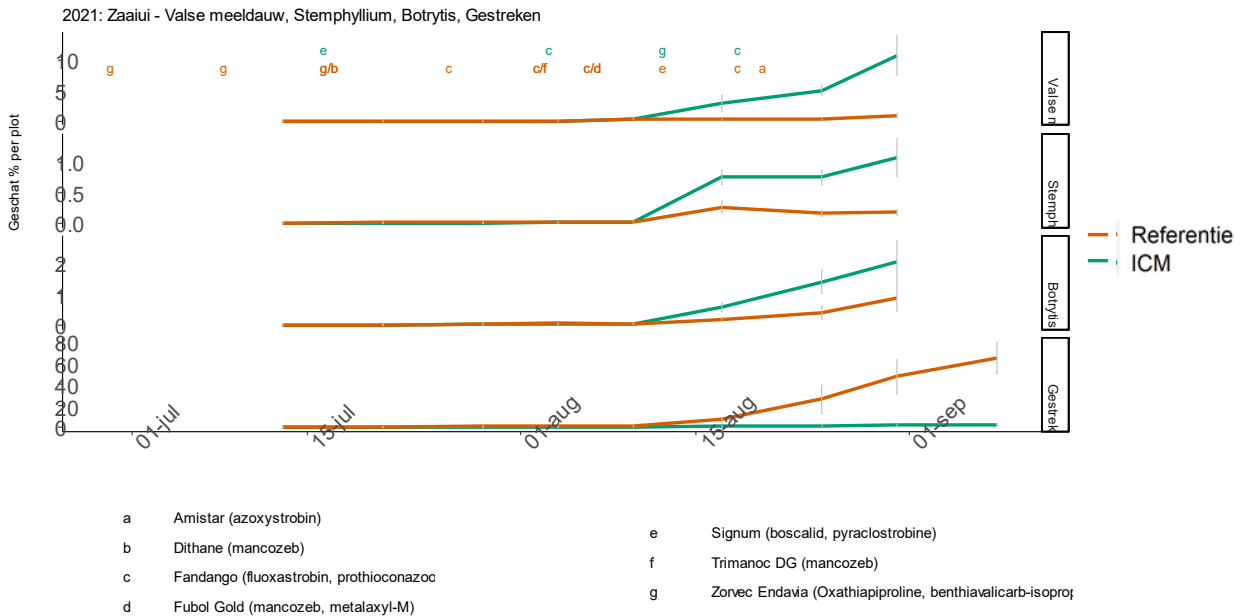 2021: Zaaiui - Valse meeldauw, Stemphyllium, Botrytis, Gestreken
Geschat % per plot
e c g c
g g g/b c c/f c/d e c a
10
5
0
Valse n
1.0
0.5
0.0
Stemph
2
1
0
Botrytis
80
60
40
20
0
Gestrek
01-jul 15-jul 01-aug 15-aug 01-sep
Referentie
ICM
a Amistar (azoxystrobin)
b Dithane (mancozeb)
c Fandango (fluoxastrobin, prothioconazoc
d Fubol Gold (mancozeb, metalaxyl-M)
e Signum (boscalid, pyraclostrobine)
f Trimanoc DG (mancozeb)
g Zorvec Endavia (Oxathiapiproline, benthiavalicarb-isoprop